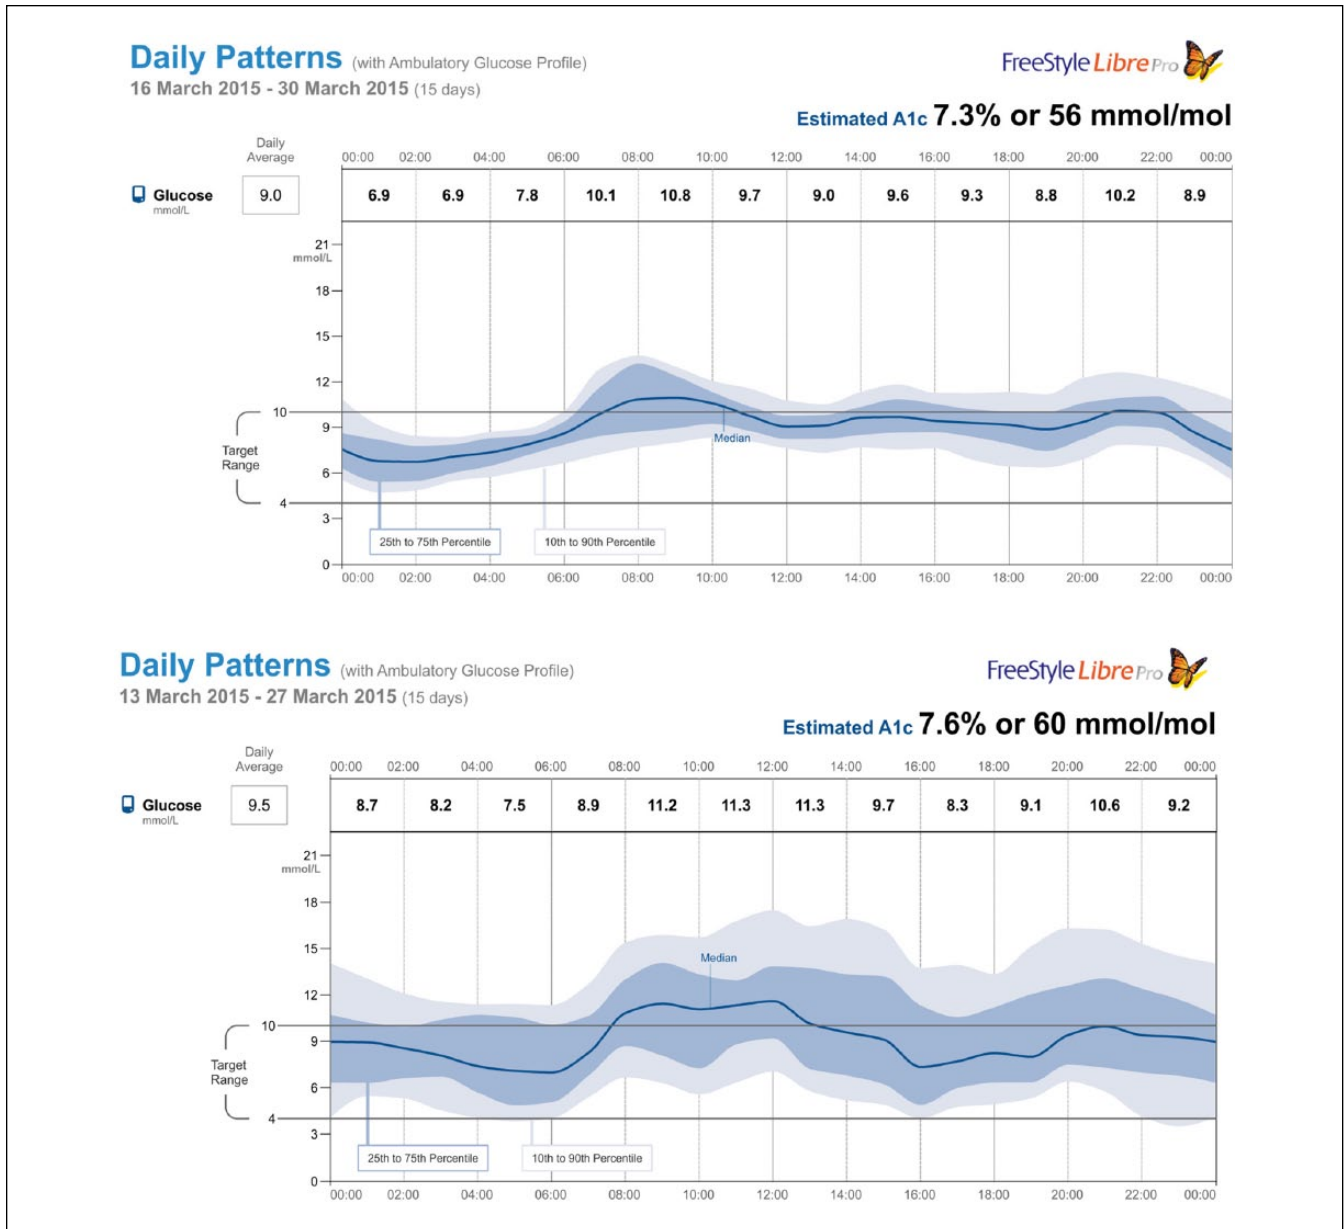 Daily Patterns (with Ambulatory Glucose Profile)
FreeStyle Libre Pro
16 March 2015 - 30 March 2015 (15 days)
Estimated A1c 7.3% or 56 mmol/mol
Daily
Average
00:00 02:00 04:00 06:00 08:00 10:00 12:00 14:00 16:00 18:00 20:00 22:00 00:00
Glucose 9.0 6.9 6.9 7.8 10.1 10.8 9.7 9.0 9.6 9.3 8.8 10.2 8.9
mmol/L
21
mmol/L
18
15
12
10
9
Median
Target
Range
6
4
3
25th to 75th Percentile 10th to 90th Percentile
0
00:00 02:00 04:00 06:00 08:00 10:00 12:00 14:00 16:00 18:00 20:00 22:00 00:00
Daily Patterns (with Ambulatory Glucose Profile)
FreeStyle Libre Pro
13 March 2015 - 27 March 2015 (15 days)
Estimated A1c 7.6% or 60 mmol/mol
Daily
Average
00:00 02:00 04:00 06:00 08:00 10:00 12:00 14:00 16:00 18:00 20:00 22:00 00:00
Glucose 9.5 8.7 8.2 7.5 8.9 11.2 11.3 11.3 9.7 8.3 9.1 10.6 9.2
mmol/L
21
mmol/L
18
15
Median
12
10
9
Target
Range
6
4
3
25th to 75th Percentile 10th to 90th Percentile
0
00:00 02:00 04:00 06:00 08:00 10:00 12:00 14:00 16:00 18:00 20:00 22:00 00:00